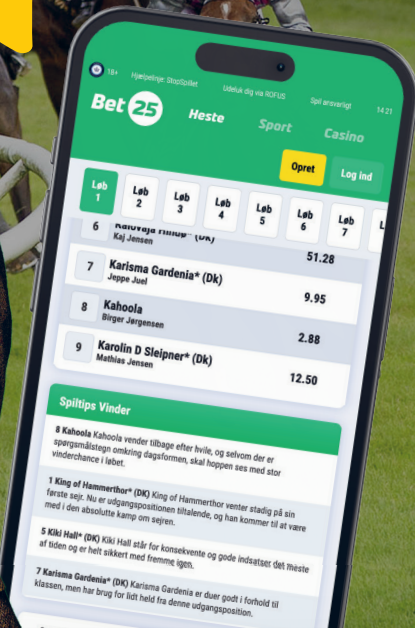 18+ Hjælpelinje: StopSpillet Udeluk dig via ROFUS Spil ansvarligt 14:21
Bet 25 Heste Sport Casino
Opret Log ind
Løb 1 Løb 2 Løb 3 Løb 4 Løb 5 Løb 6 Løb 7
6 (Dk)
Kaj Jensen 51.28
7 Karisma Gardenia* (Dk)
Jeppe Juel 9.95
8 Kahoola
Birger Jørgensen 2.88
9 Karolin D Sleipner* (Dk)
Mathias Jensen 12.50
Spiltips Vinder
8 Kahoola Kahoola vender tilbage efter hvile, og selvom der er
spørgsmålstegn omkring dagsformen, skal hoppen ses med stor
vinderchance i løbet.
1 King of Hammerthor* (DK) King of Hammerthor venter stadig på sin
første sejr. Nu er udgangspositionen tiltalende, og han kommer til at være
med i den absolutte kamp om sejren.
5 Kiki Hall* (DK) Kiki Hall står for konsekvente og gode indsatser det meste
af tiden og er helt sikkert med fremme igen.
7 Karisma Gardenia* (DK) Karisma Gardenia er duer godt i forhold til
klassen, men har brug for lidt held fra denne udgangsposition.